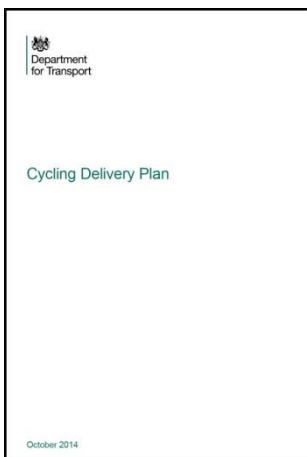 Department
for Transport
Cycling Delivery Plan
October 2014